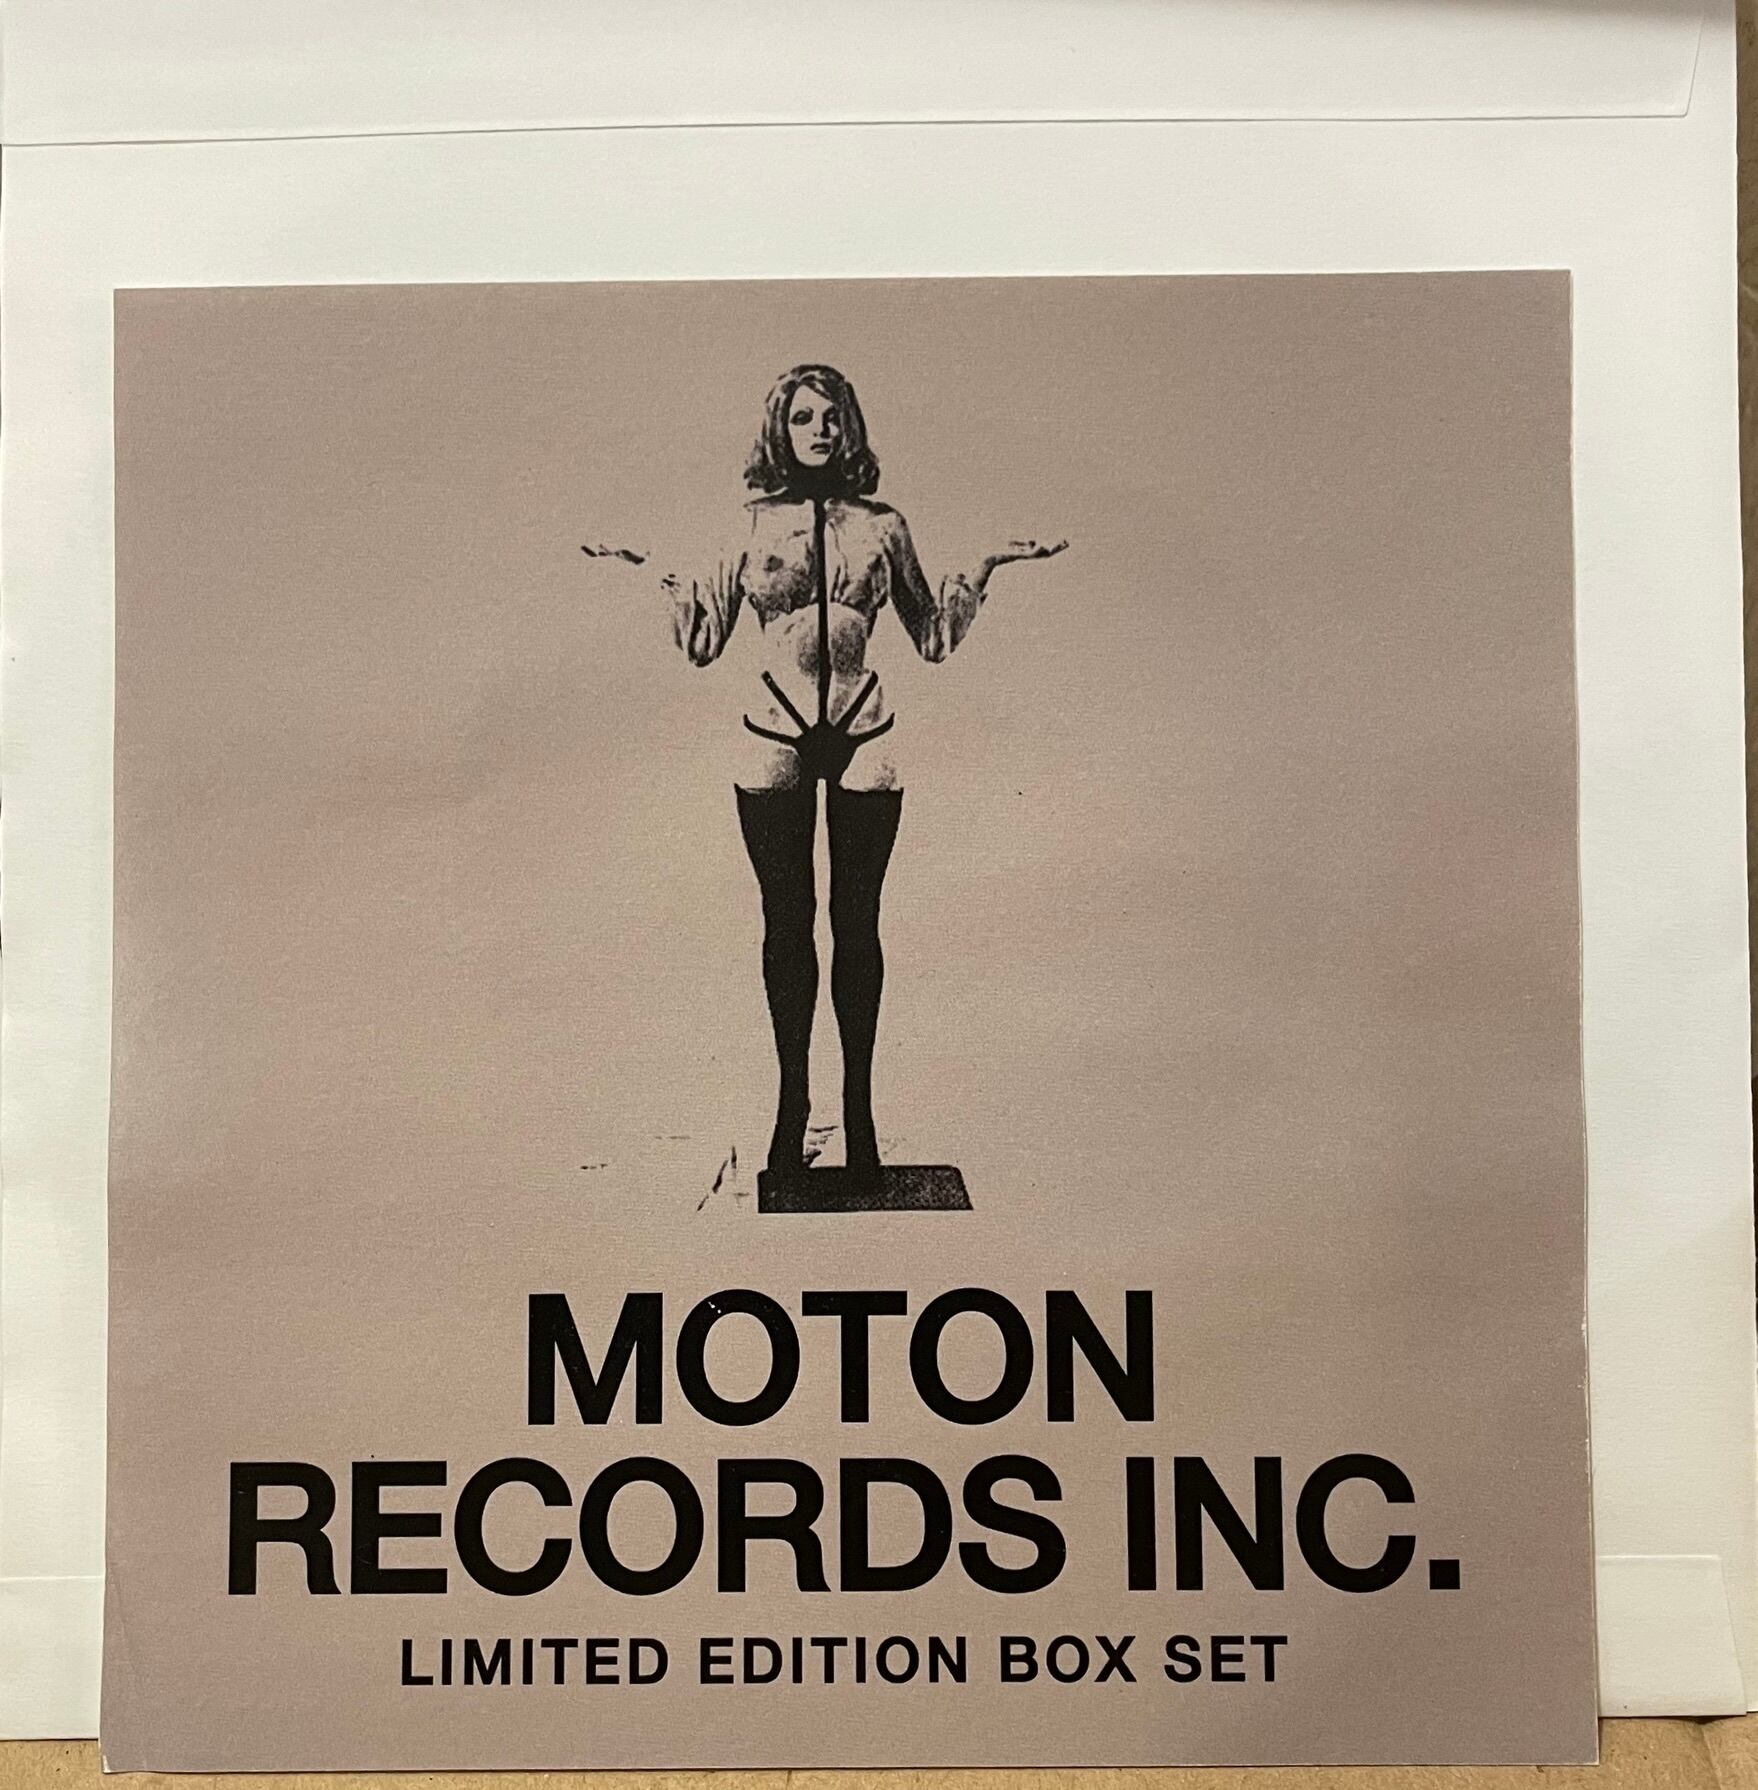 MOTON
RECORDS INC.
LIMITED EDITION BOX SET